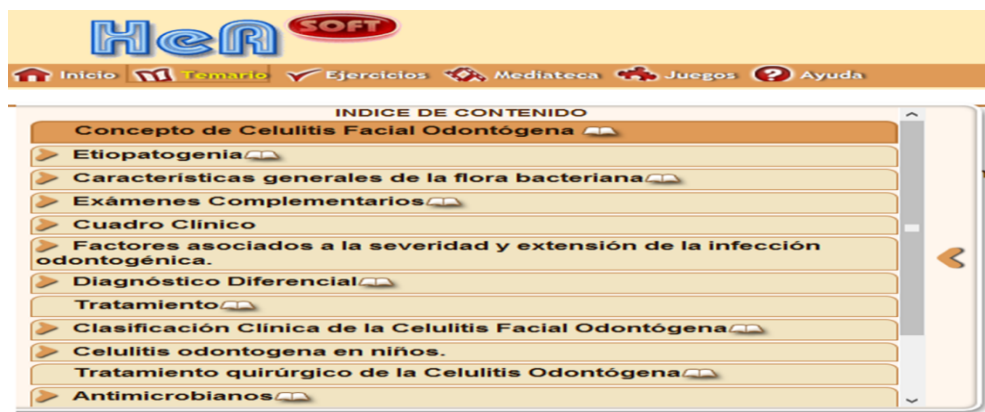 HeA SOFT
Inicio Temario Ejercicios Mediateca Juegos Ayuda
INDICE DE CONTENIDO
Concepto de Celulitis Facial Odontógena
Etiopatogenia
Características generales de la flora bacteriana
Exámenes Complementarios
Cuadro Clínico
Factores asociados a la severidad y extensión de la infección
odontogénica.
Diagnóstico Diferencial
Tratamiento
Clasificación Clínica de la Celulitis Facial Odontógena
Celulitis odontogena en niños.
Tratamiento quirúrgico de la Celulitis Odontógena
Antimicrobianos